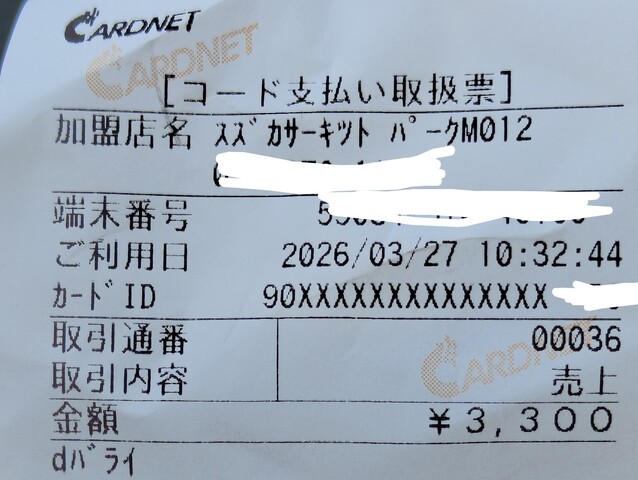 CARDNET
CARDNET
[コード支払い取扱票]
加盟店名 ｽｽﾞｶｻｰｷﾂﾄ ﾊﾟｰｸM012
端末番号
ご利用日 2026/03/27 10:32:44
ｶｰﾄﾞID 90XXXXXXXXXXXXXX
取引通番 00036
CARDNET
取引内容 売上
金額 ¥3,300
dﾊﾞﾗｲ